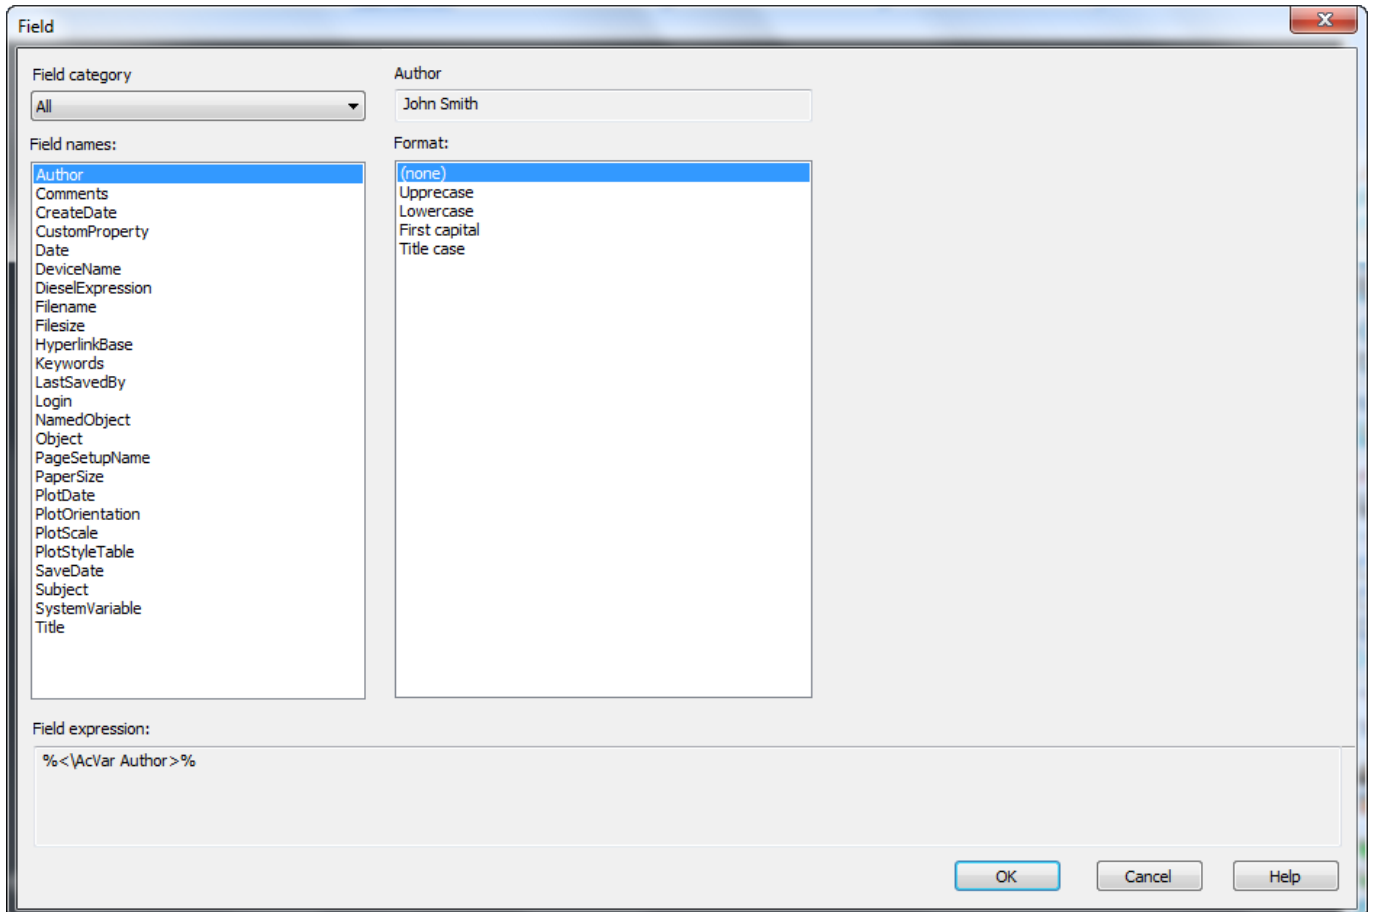 Field
Field category
All
Field names:
Author
Comments
CreateDate
CustomProperty
Date
DeviceName
DieselExpression
Filename
Filesize
HyperlinkBase
Keywords
LastSavedBy
Login
NamedObject
Object
PageSetupName
PaperSize
PlotDate
PlotOrientation
PlotScale
PlotStyleTable
SaveDate
Subject
SystemVariable
Title
Author
John Smith
Format:
(none)
Upprecase
Lowercase
First capital
Title case
Field expression:
%<\AcVar Author>%
OK
Cancel
Help